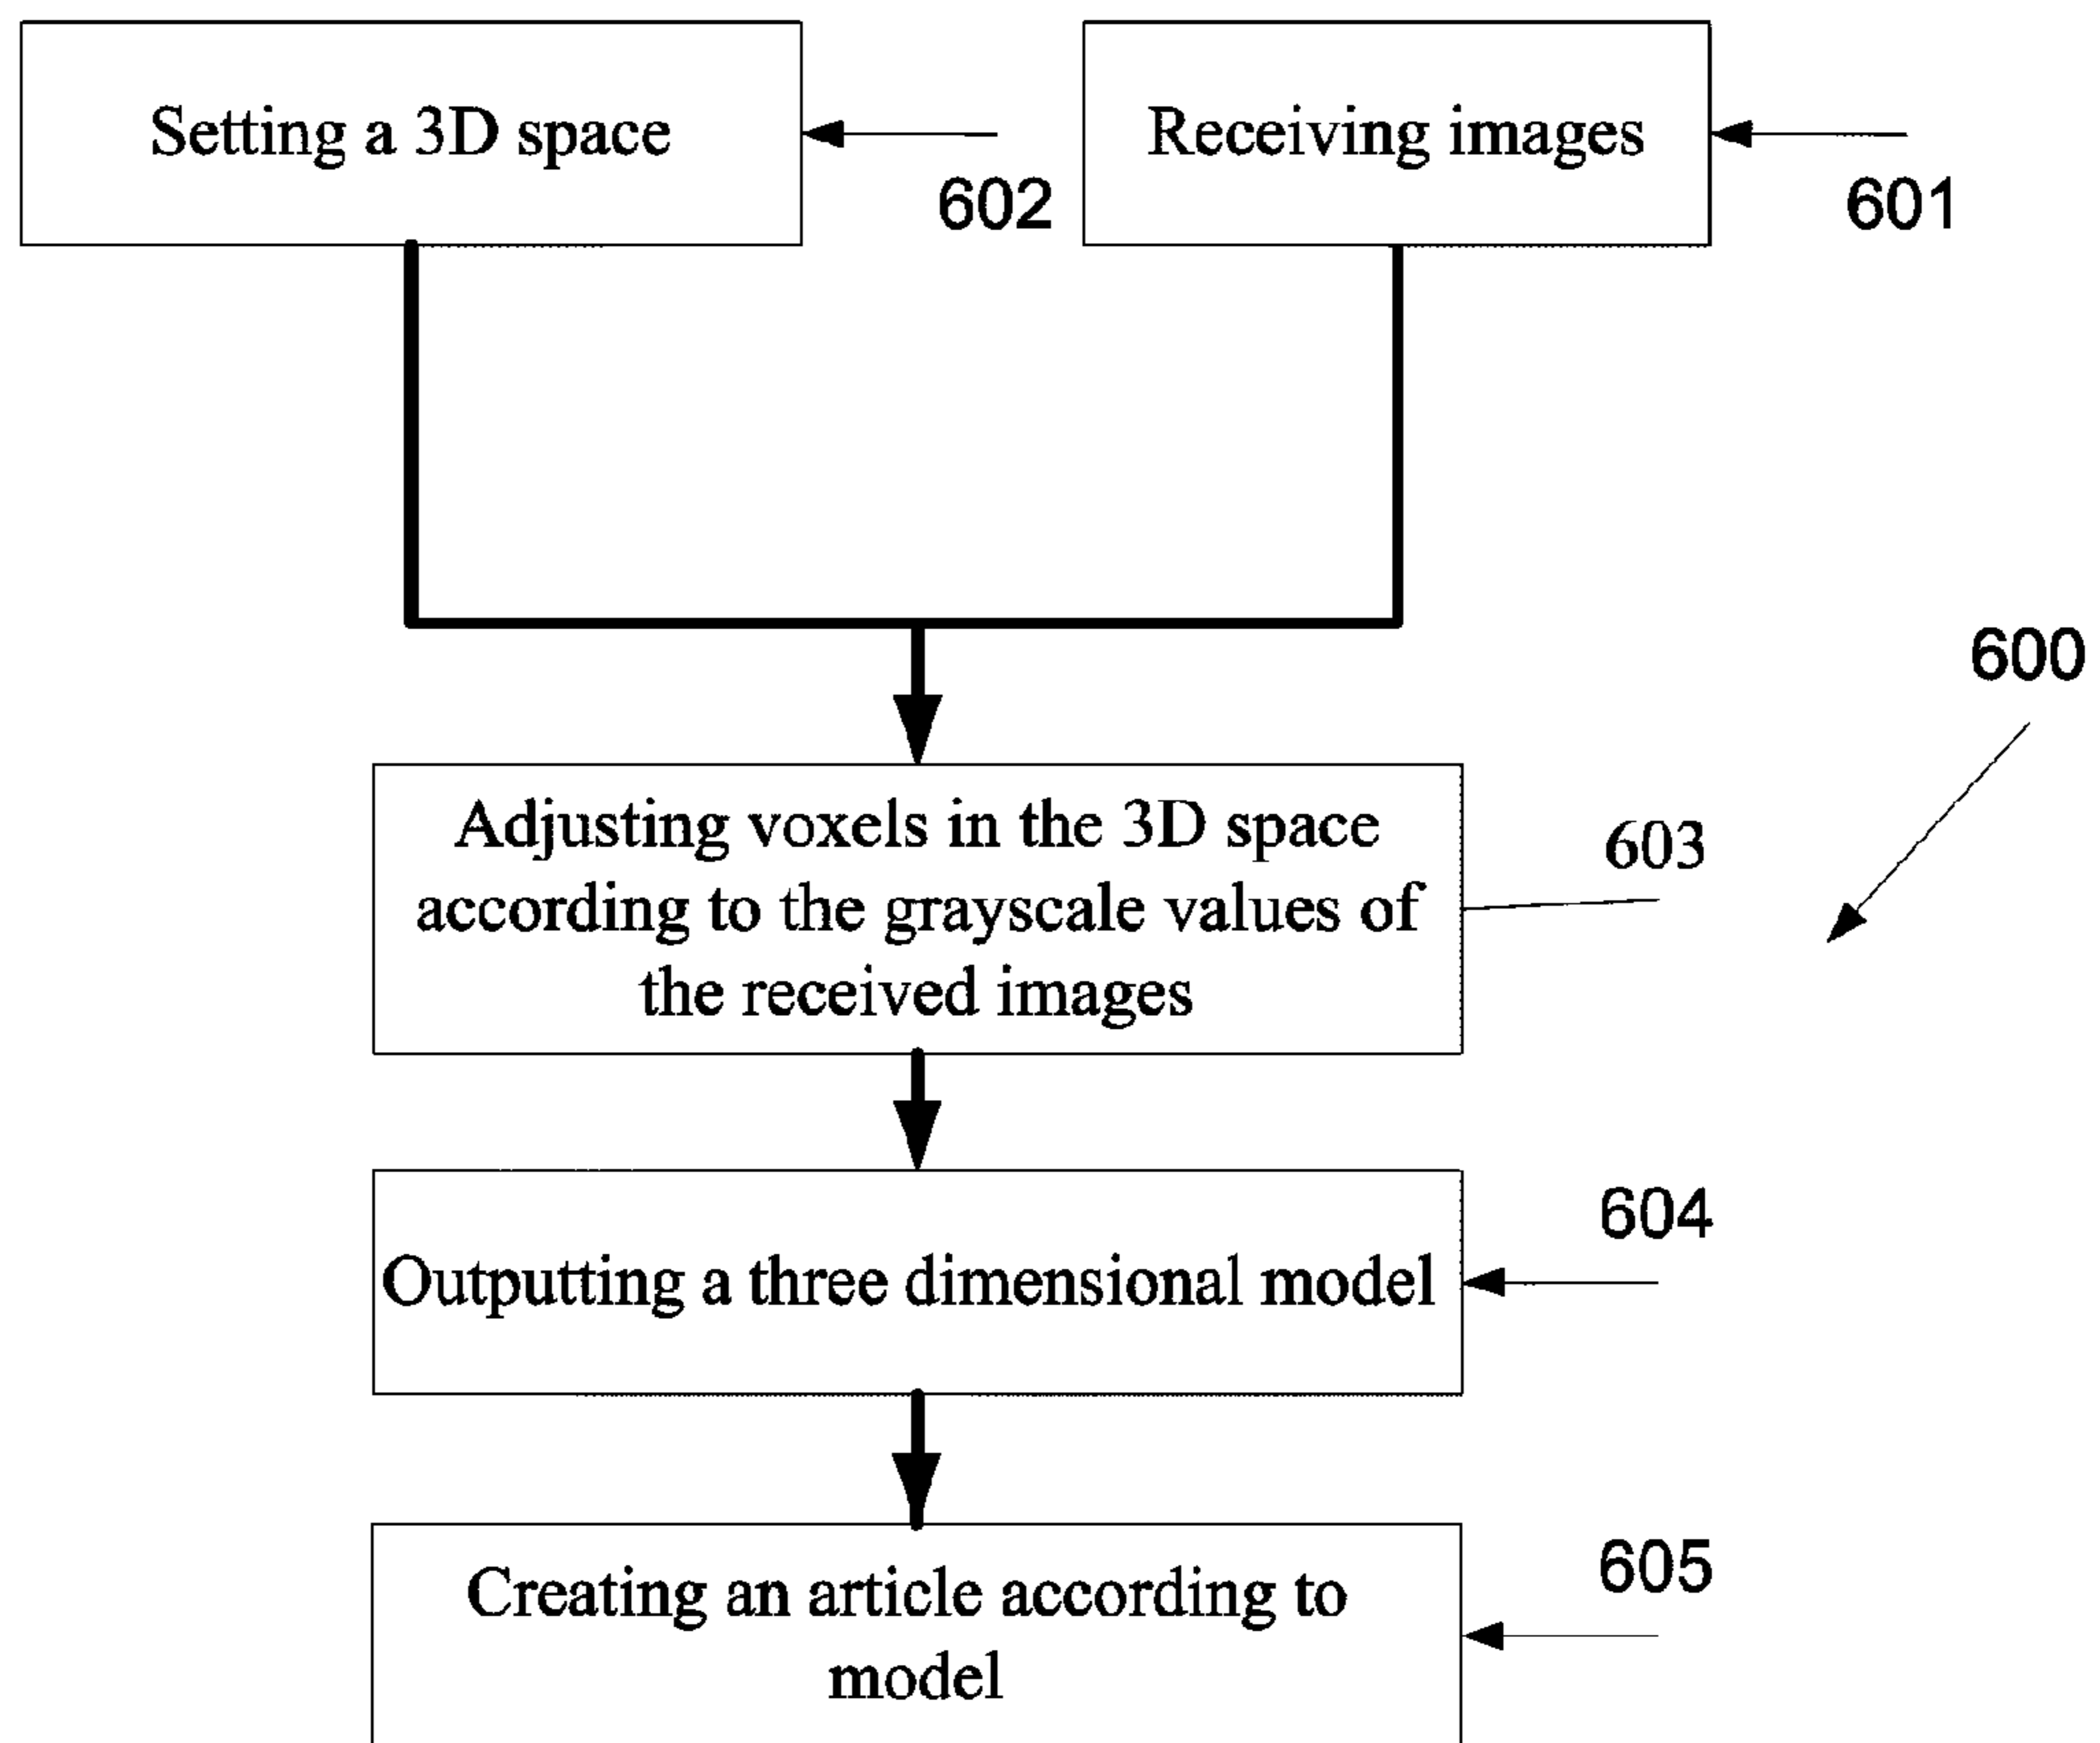 Setting a 3D space
602
Receiving images
601
600
Adjusting voxels in the 3D space
according to the grayscale values of
the received images
603
Outputting a three dimensional model
604
Creating an article according to
model
605